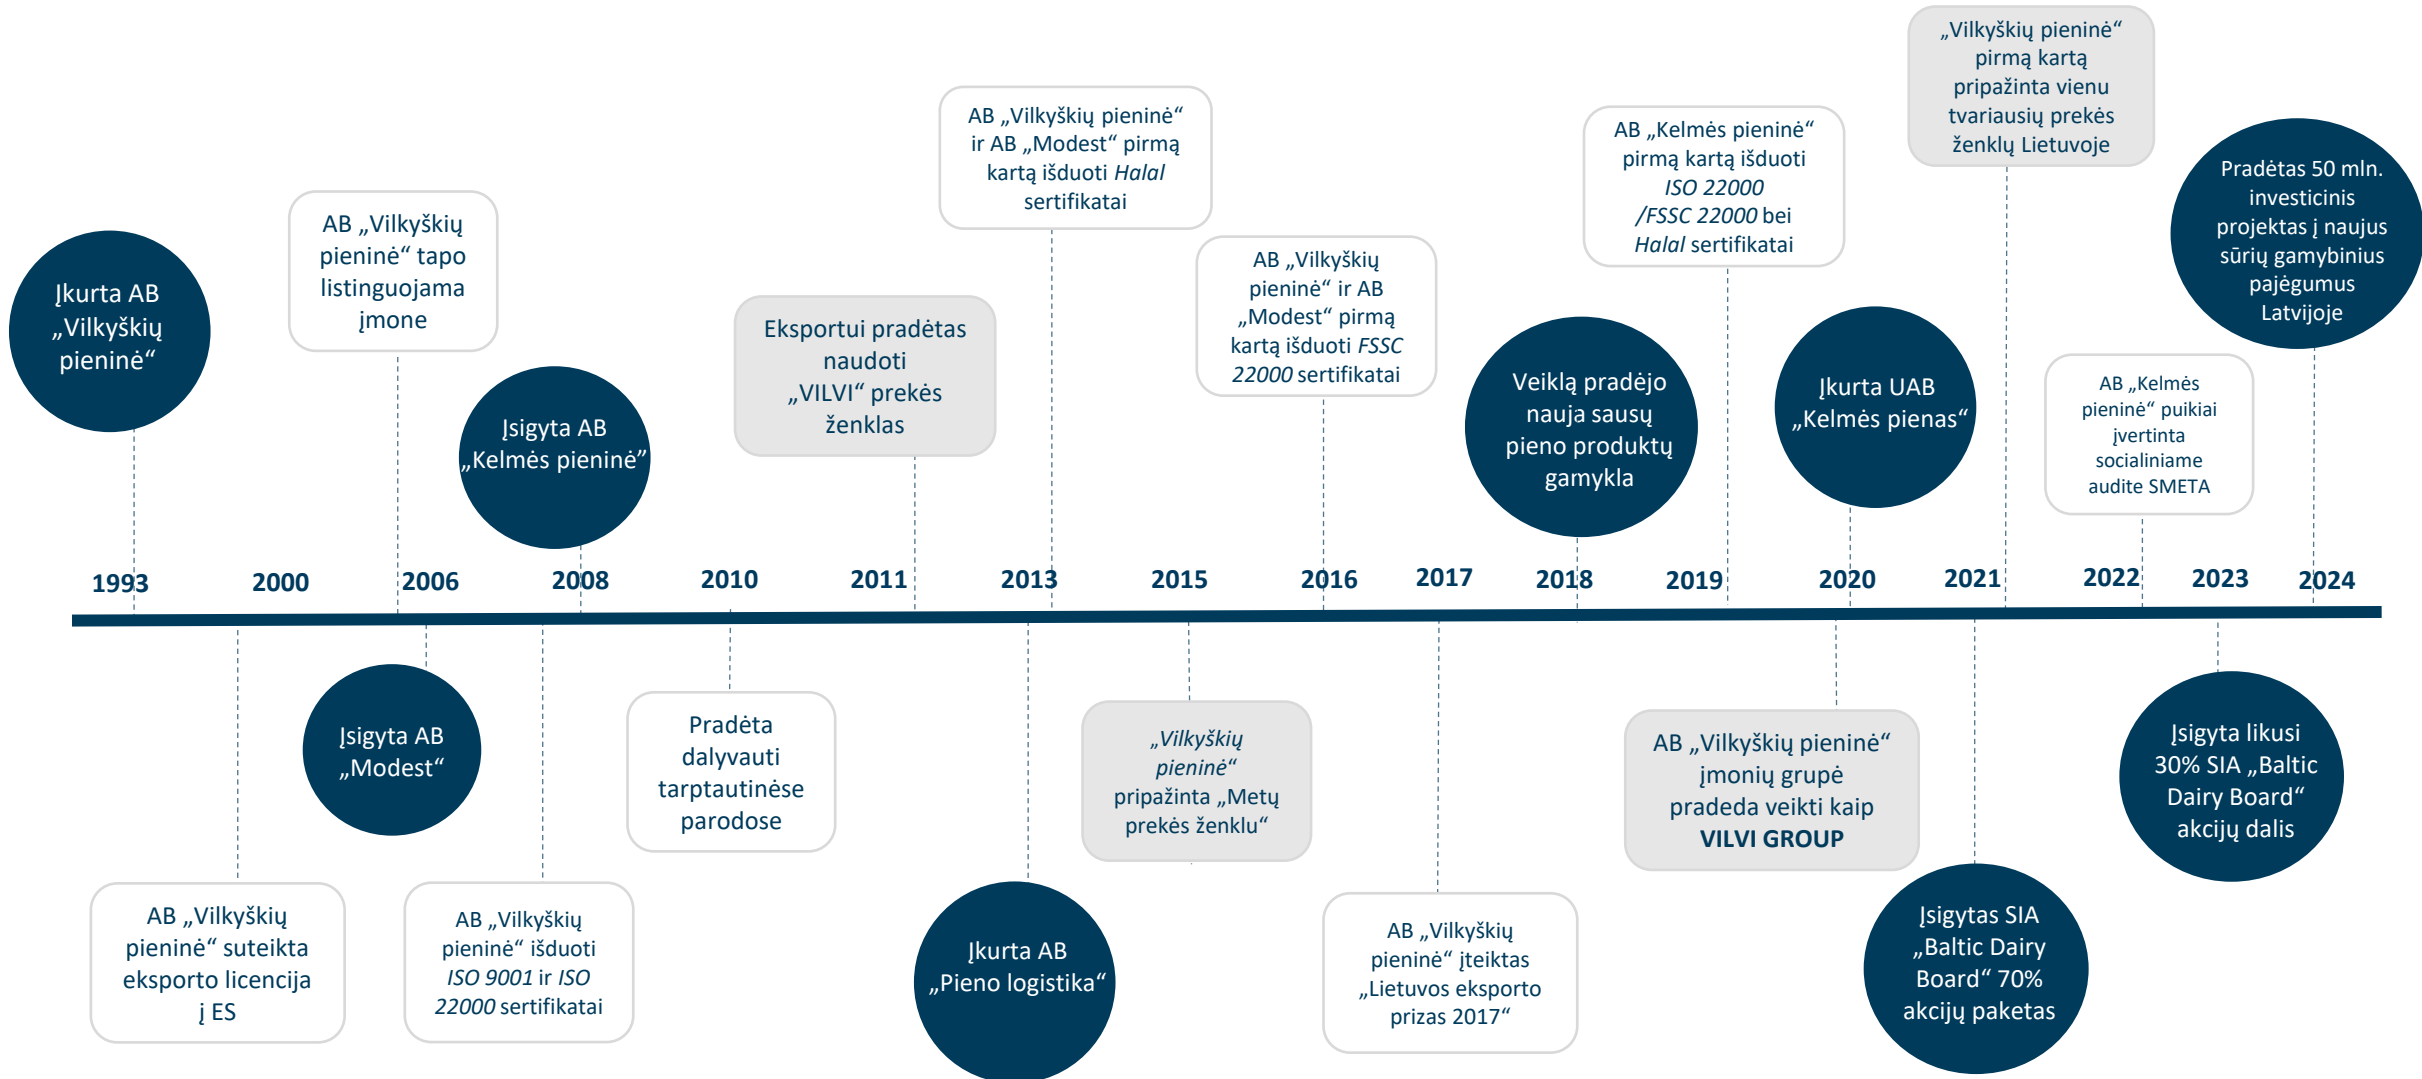 „Vilkyškių pieninė“
pirmą kartą
pripažinta vienu
tvariausių prekės
ženklų Lietuvoje
AB „Vilkyškių pieninė“
ir AB „Modest“ pirmą
kartą išduoti Halal
sertifikatai
AB „Kelmės pieninė“
pirmą kartą išduoti
ISO 22000
/FSSC 22000 bei
Halal sertifikatai
Pradėtas 50 mln.
investicinis
projektas į naujus
sūrių gamybinius
pajėgumus
Latvijoje
AB „Vilkyškių
pieninė“ tapo
listinguojama
įmone
AB „Vilkyškių
pieninė“ ir AB
„Modest“ pirmą
kartą išduoti FSSC
22000 sertifikatai
Įkurta AB
„Vilkyškių
pieninė“
Eksportui pradėtas
naudoti
„VILVI“ prekės
ženklas
Veiklą pradėjo
nauja sausų
pieno produktų
gamykla
Įkurta UAB
„Kelmės pienas“
AB „Kelmės
pieninė“ puikiai
įvertinta
socialiniame
audite SMETA
Įsigyta AB
„Kelmės pieninė”
1993
2000
2006
2008
2010
2011
2013
2015
2016
2017
2018
2019
2020
2021
2022
2023
2024
Įsigyta AB
„Modest“
Pradėta
dalyvauti
tarptautinėse
parodose
„Vilkyškių
pieninė“
pripažinta „Metų
prekės ženklu“
AB „Vilkyškių pieninė“
įmonių grupė
pradeda veikti kaip
VILVI GROUP
Įsigyta likusi
30% SIA „Baltic
Dairy Board“
akcijų dalis
AB „Vilkyškių
pieninė“ suteikta
eksporto licencija
į ES
AB „Vilkyškių
pieninė“ išduoti
ISO 9001 ir ISO
22000 sertifikatai
Įkurta AB
„Pieno logistika“
AB „Vilkyškių
pieninė“ įteiktas
„Lietuvos eksporto
prizas 2017“
Įsigytas SIA
„Baltic Dairy
Board“ 70%
akcijų paketas